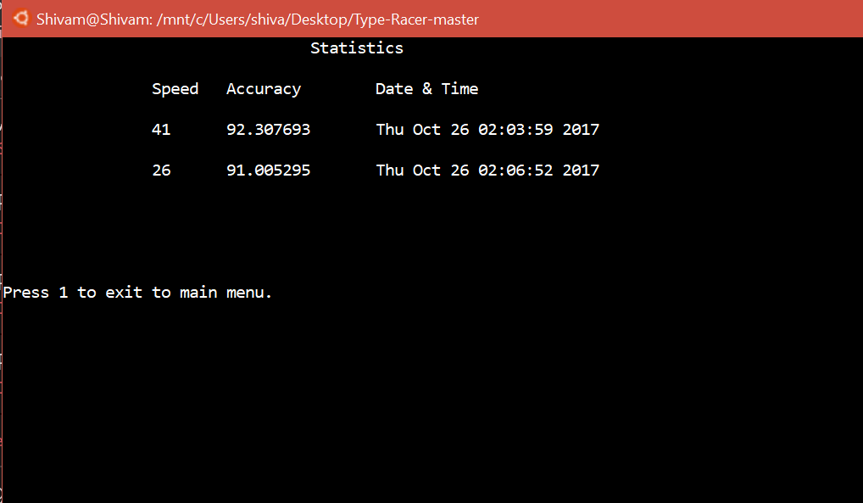 Shivam@Shivam: /mnt/c/Users/shiva/Desktop/Type-Racer-master
Statistics
Speed Accuracy Date & Time
41 92.307693 Thu Oct 26 02:03:59 2017
26 91.005295 Thu Oct 26 02:06:52 2017
Press 1 to exit to main menu.